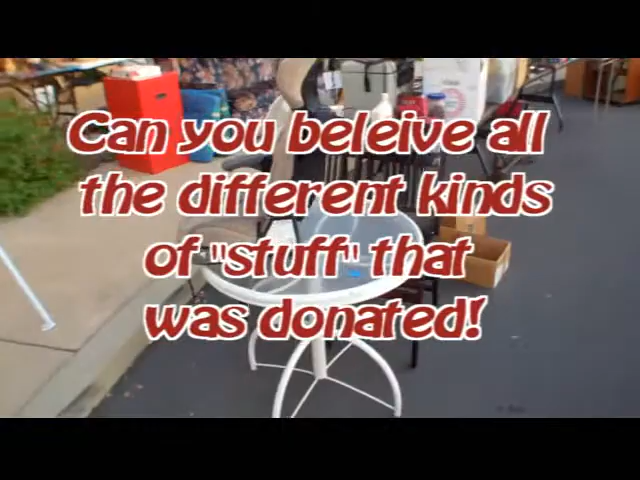 Can you beleive all
the different kinds
of "stuff" that
was donated!